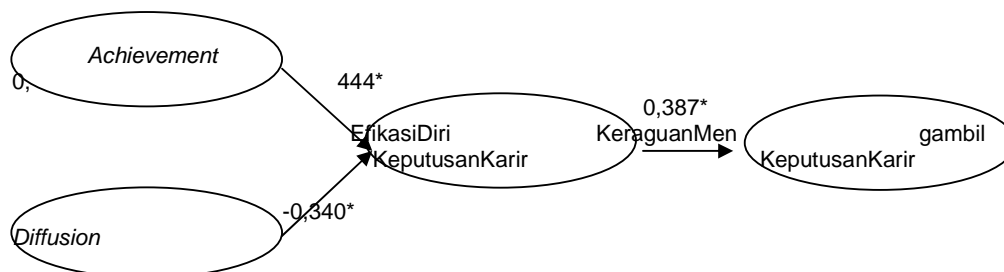 Achievement
0, 444*
0,387*
EfikasiDiri KeraguanMen gambil
KeputusanKarir KeputusanKarir
-0,340*
Diffusion